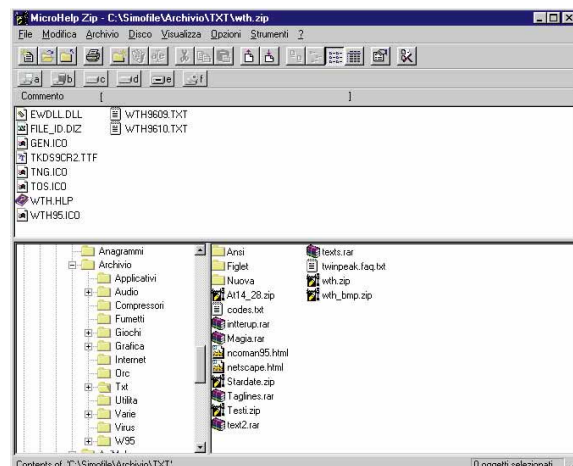 MicroHelp Zip - C:\Simofile\Archivio\TXT\wth.zip
File Modifica Archivio Disco Visualizza Opzioni Strumenti ?
a b c d e f
Commento [ ]
EWDLL.DLL
FILE_ID.DIZ
GEN.ICO
TKDS9CR2.TTF
TNG.ICO
TOS.ICO
WTH.HLP
WTH95.ICO
WTH9609.TXT
WTH9610.TXT
Anagrammi
Archivio
Applicativi
Audio
Compressori
Fumetti
Giochi
Grafica
Internet
Orc
Txt
Utilita
Varie
Virus
W95
Ansi
Figlet
Nuova
At14_28.zip
codes.txt
intterup.rar
Magia.rar
ncoman95.html
netscape.html
Stardate.zip
Taglines.rar
Testi.zip
text2.rar
texts.rar
twinpeak.faq.txt
wth.zip
wth_bmp.zip
Contents of 'C:\Simofile\Archivio\TXT'
0 oggetti selezionati